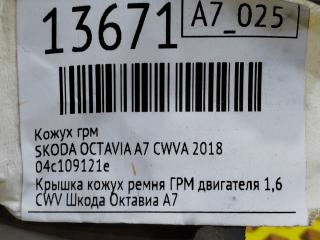 13671
A7_025
Кожух грм
SKODA OCTAVIA A7 CWVA 2018
04c109121e
Крышка кожух ремня ГРМ двигателя 1,6
CWV Шкода Октавиа А7